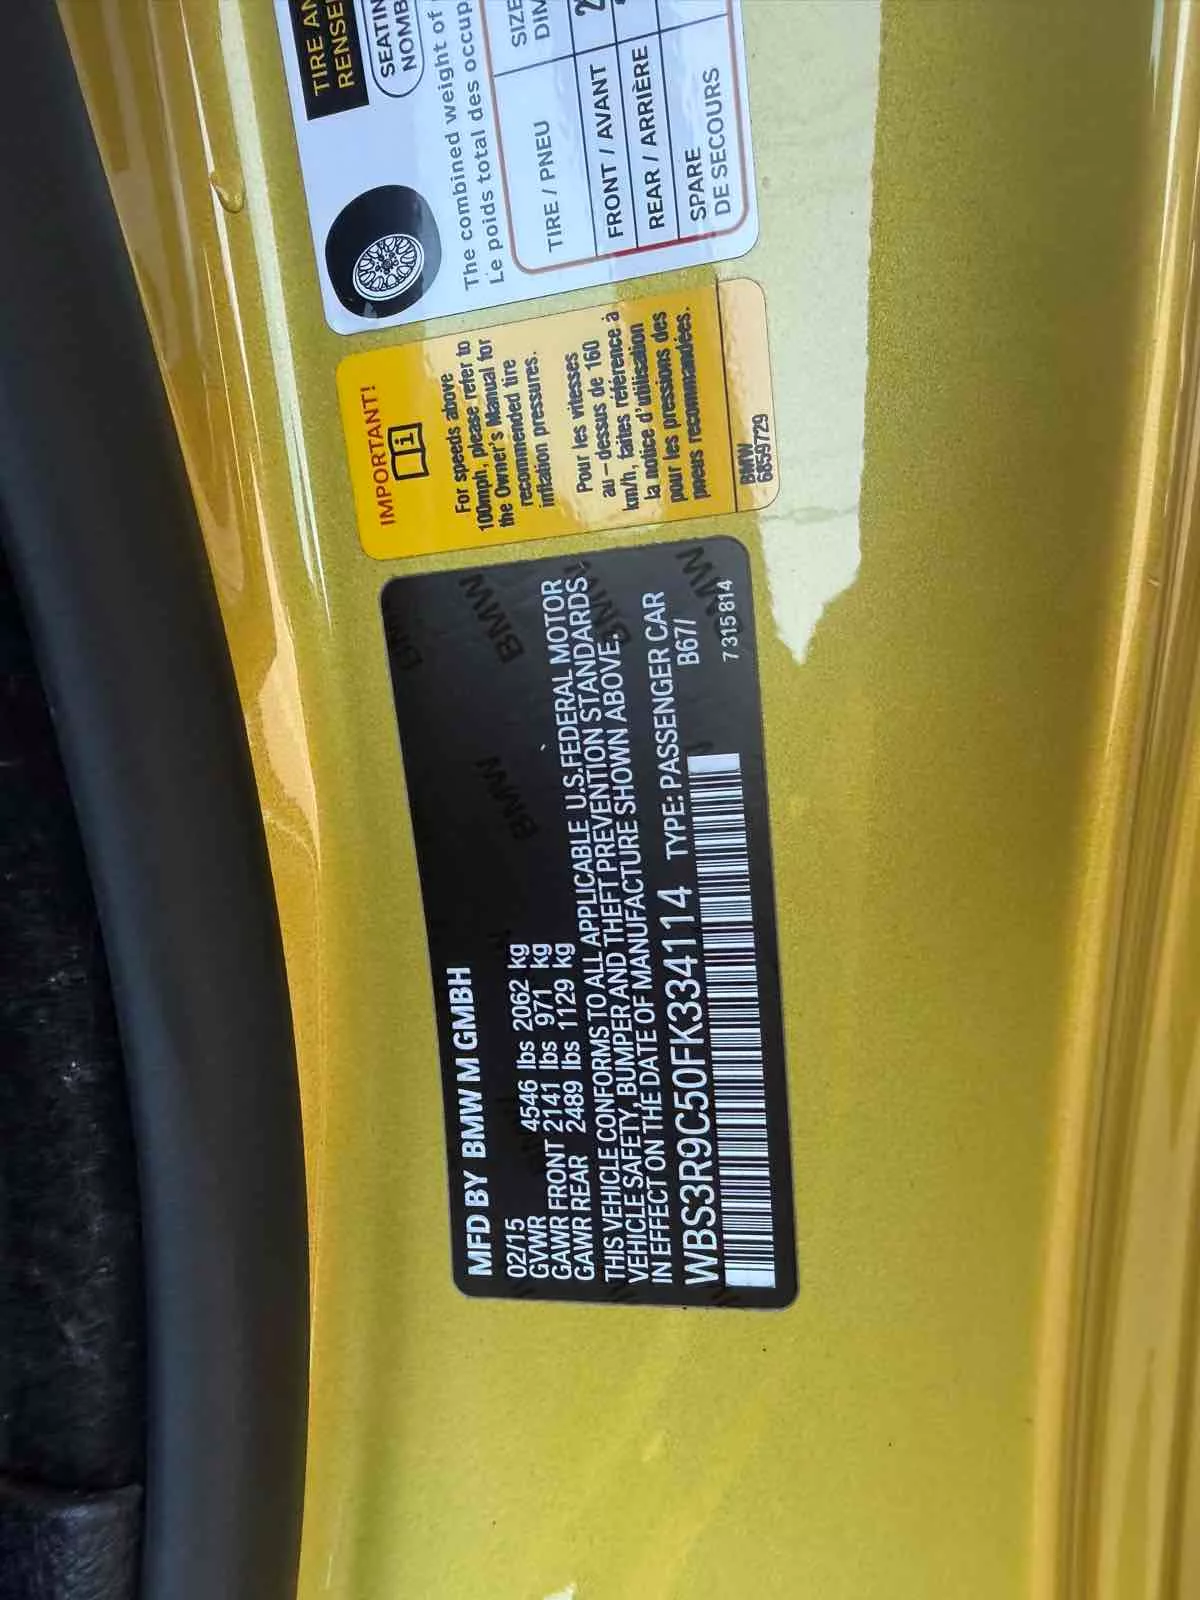 MFD BY BMW M GMBH
02/15
GVWR 4546 lbs 2062 kg
GAWR FRONT 2141 lbs 971 kg
GAWR REAR 2489 lbs 1129 kg
THIS VEHICLE CONFORMS TO ALL APPLICABLE U.S.FEDERAL MOTOR
VEHICLE SAFETY, BUMPER AND THEFT PREVENTION STANDARDS
IN EFFECT ON THE DATE OF MANUFACTURE SHOWN ABOVE.
WBS3R9C50FK334114 TYPE: PASSENGER CAR
B67/
7 315 814
BMW
BMW
BMW
BMW
IMPORTANT!
For speeds above
100mph, please refer to
the Owner's Manual for
recommended tire
inflation pressures.
Pour les vitesses
au-dessus de 160
km/h, faites référence à
la notice d'utilisation
pour les pressions des
pneus recommandées.
BMW
6859729
TIRE
RENSE
SEATIN
NOMB
The combined weight of
Le poids total des occup
TIRE / PNEU
SIZE
DIM
FRONT / AVANT 2
REAR / ARRIÈRE
SPARE
DE SECOURS